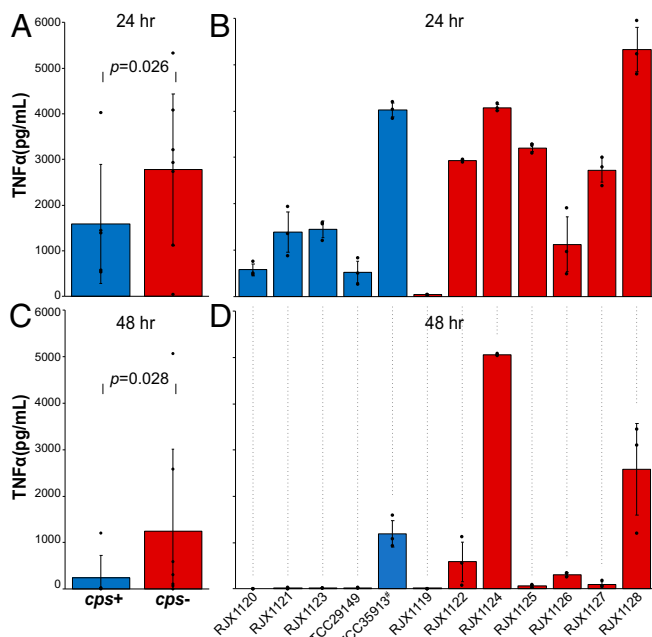 A 24 hr
B 24 hr
p=0.026
TNFα(pg/mL)
6000
5000
4000
3000
2000
1000
0
C 48 hr
D 48 hr
p=0.028
TNFα(pg/mL)
6000
5000
4000
3000
2000
1000
0
cps+ cps-
RJX1120
RJX1121
RJX1123
TCC29149
CC35913#
RJX1119
RJX1122
RJX1124
RJX1125
RJX1126
RJX1127
RJX1128